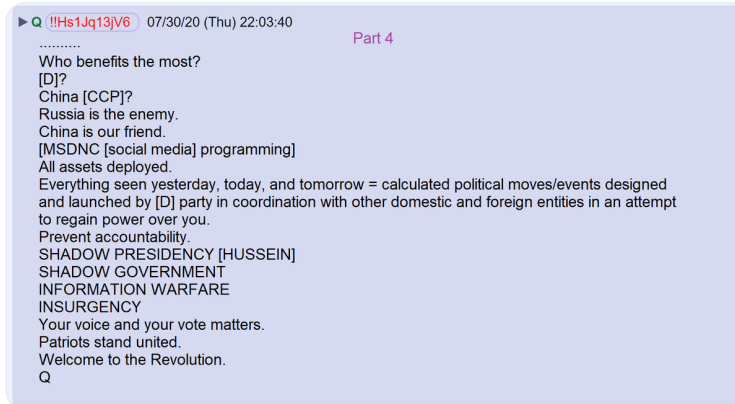 ▶ Q !!Hs1Jq13jV6 07/30/20 (Thu) 22:03:40
Part 4
..........
Who benefits the most?
[D]?
China [CCP]?
Russia is the enemy.
China is our friend.
[MSDNC [social media] programming]
All assets deployed.
Everything seen yesterday, today, and tomorrow = calculated political moves/events designed
and launched by [D] party in coordination with other domestic and foreign entities in an attempt
to regain power over you.
Prevent accountability.
SHADOW PRESIDENCY [HUSSEIN]
SHADOW GOVERNMENT
INFORMATION WARFARE
INSURGENCY
Your voice and your vote matters.
Patriots stand united.
Welcome to the Revolution.
Q